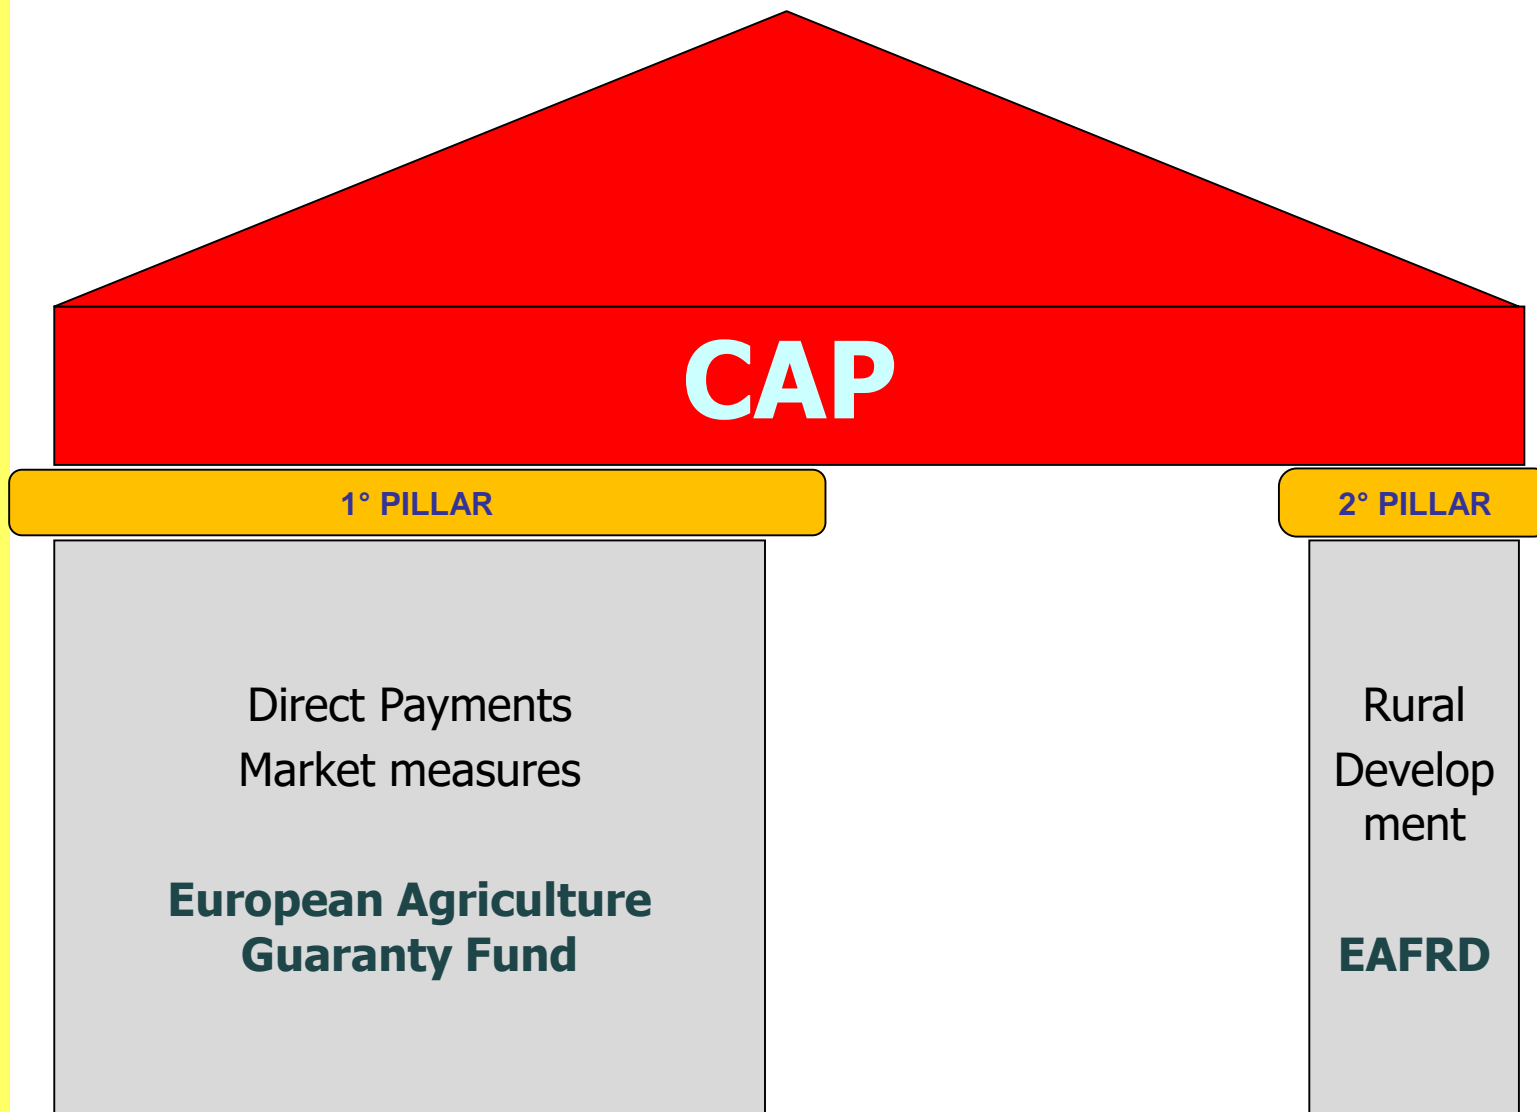 CAP
1° PILLAR
2° PILLAR
Direct Payments
Market measures
European Agriculture
Guaranty Fund
Rural
Develop
ment
EAFRD